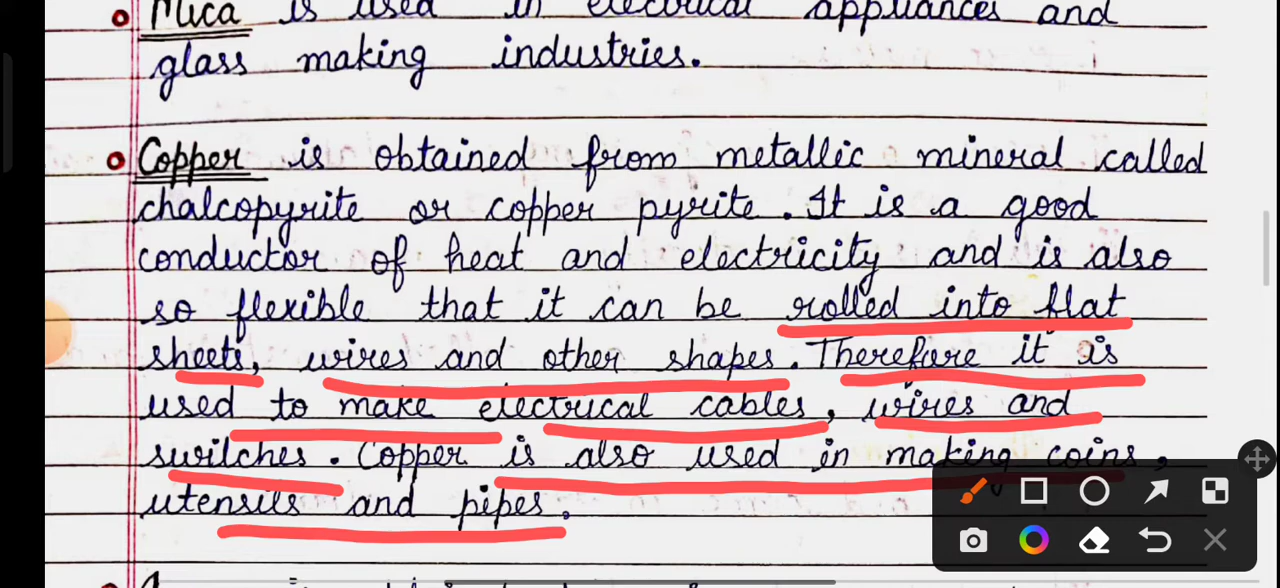 Mica is used in electrical appliances and
glass making industries.
Copper is obtained from metallic mineral called
chalcopyrite or copper pyrite. It is a good
conductor of heat and electricity and is also
so flexible that it can be rolled into flat
sheets, wires and other shapes. Therefore it is
used to make electrical cables, wires and
switches. Copper is also used in making coins,
utensils and pipes.